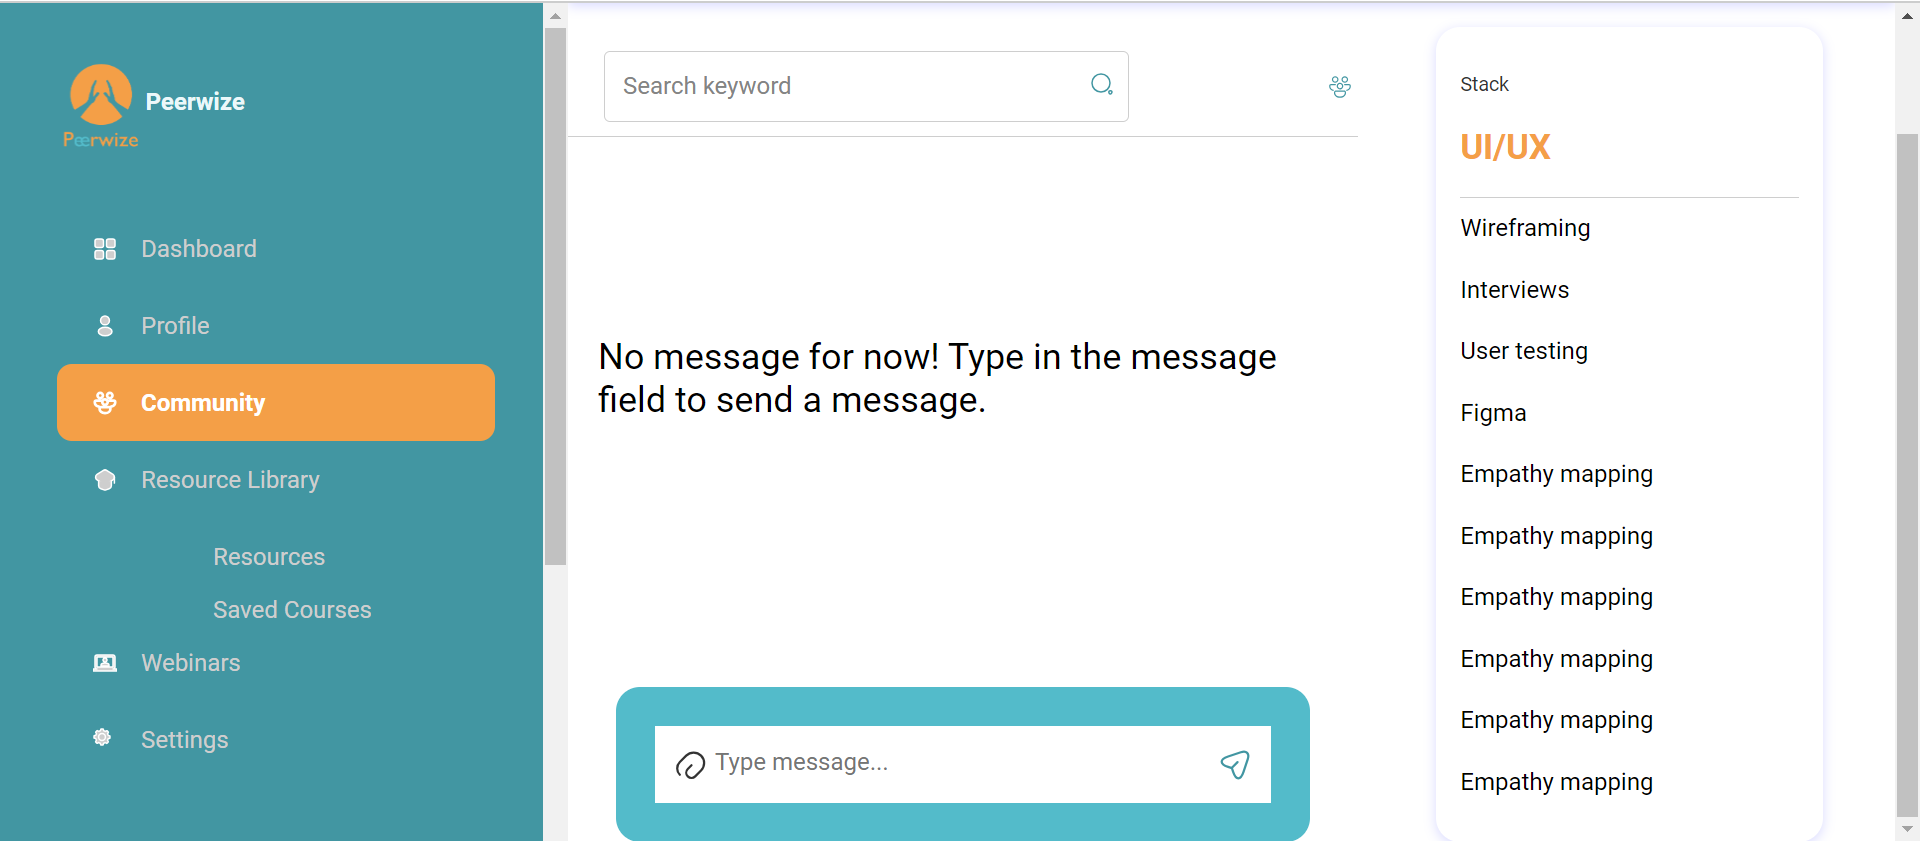 Peerwize
Peerwize
Dashboard
Profile
Community
Resource Library
Resources
Saved Courses
Webinars
Settings
Search keyword
No message for now! Type in the message
field to send a message.
Type message...
Stack
UI/UX
Wireframing
Interviews
User testing
Figma
Empathy mapping
Empathy mapping
Empathy mapping
Empathy mapping
Empathy mapping
Empathy mapping